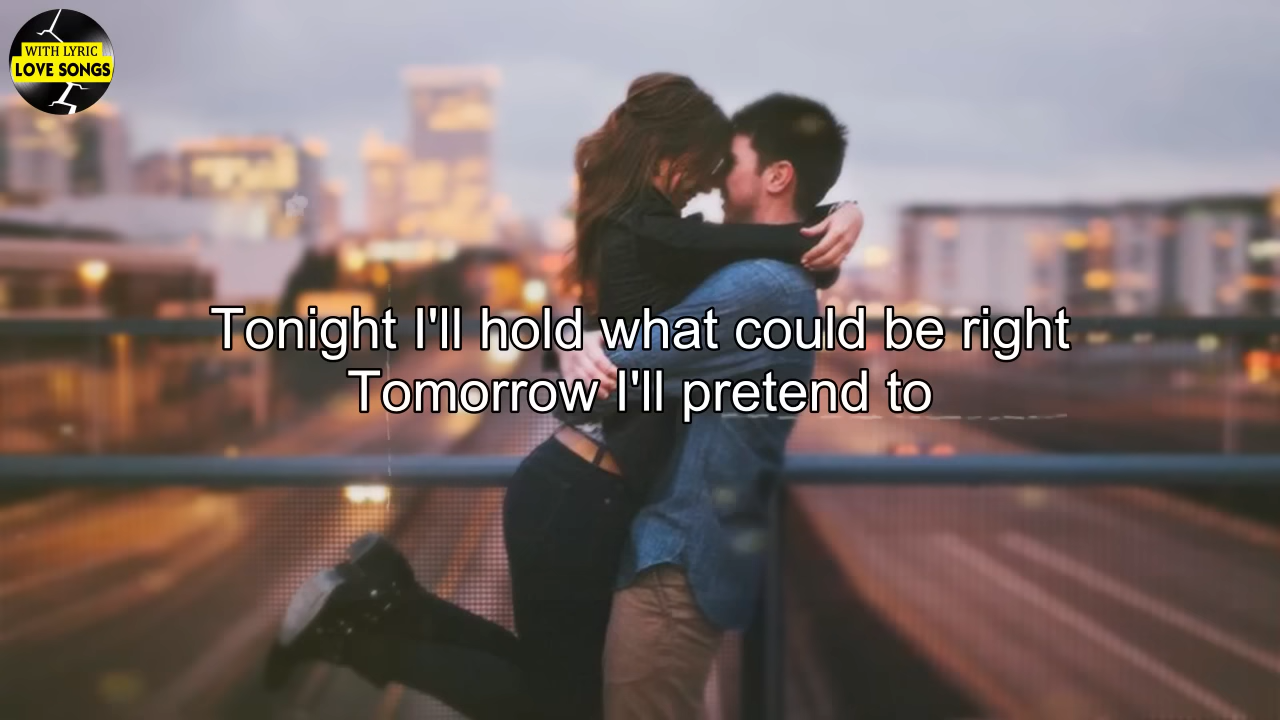 WITH LYRIC
LOVE SONGS
Tonight I'll hold what could be right
Tomorrow I'll pretend to